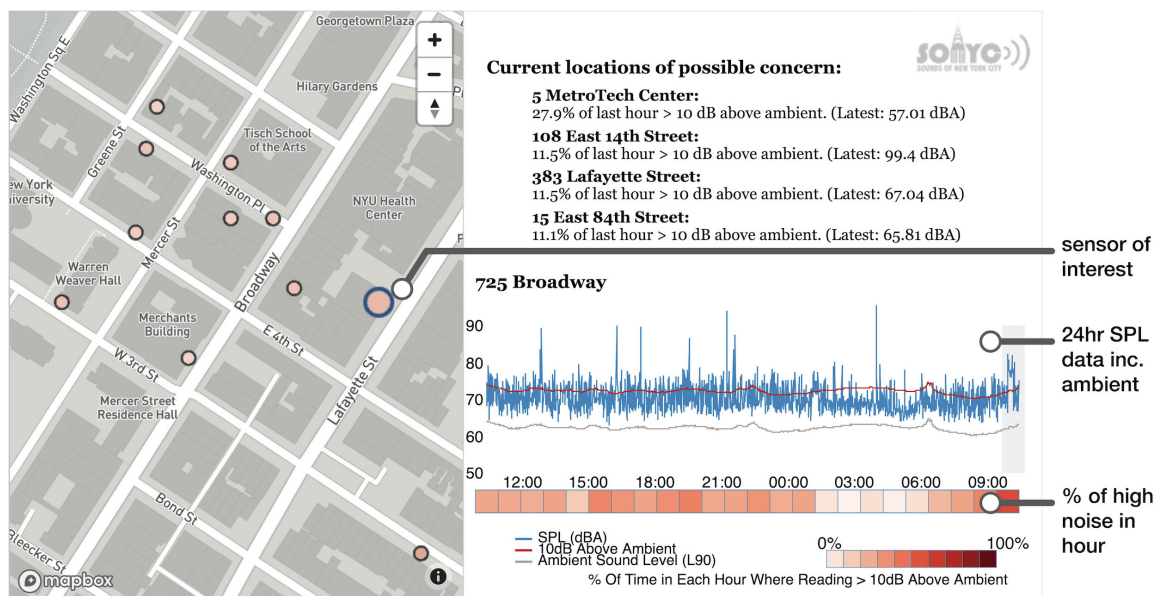 Georgetown Plaza
Washington Sq E
Hilary Gardens
Greene St
Tisch School
of the Arts
Washington Pl
NYU Health
Center
Mercer St
Warren
Weaver Hall
Broadway
Merchants
Building
E 4th St
W 3rd St
Lafayette St
Mercer Street
Residence Hall
Bond St
Bleecker St
mapbox
SONYC
SOUNDS OF NEW YORK CITY
Current locations of possible concern:
5 MetroTech Center:
27.9% of last hour > 10 dB above ambient. (Latest: 57.01 dBA)
108 East 14th Street:
11.5% of last hour > 10 dB above ambient. (Latest: 99.4 dBA)
383 Lafayette Street:
11.5% of last hour > 10 dB above ambient. (Latest: 67.04 dBA)
15 East 84th Street:
11.1% of last hour > 10 dB above ambient. (Latest: 65.81 dBA)
sensor of
interest
725 Broadway
90
80
70
60
50
24hr SPL
data inc.
ambient
12:00 15:00 18:00 21:00 00:00 03:00 06:00 09:00
% of high
noise in
hour
SPL (dBA)
10dB Above Ambient
Ambient Sound Level (L90)
0% 100%
% Of Time in Each Hour Where Reading > 10dB Above Ambient